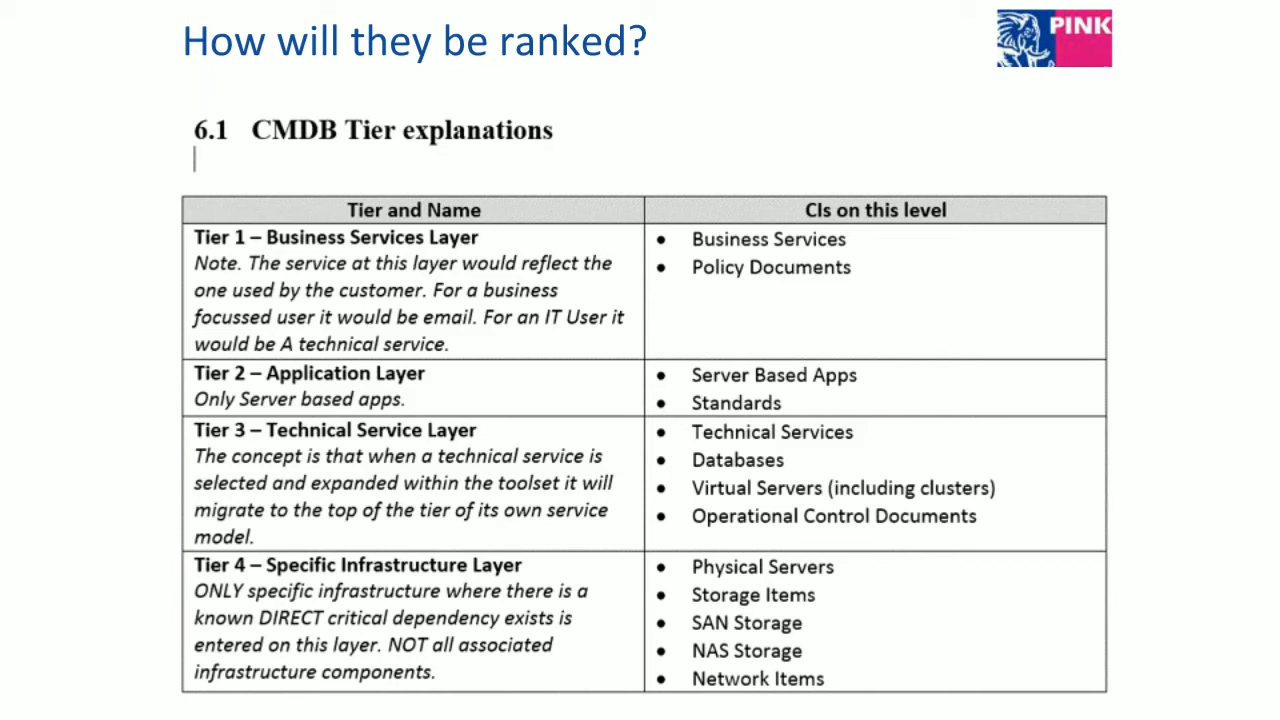 How will they be ranked?
PINK
6.1 CMDB Tier explanations
Tier and Name
CIs on this level
Tier 1 – Business Services Layer
Note. The service at this layer would reflect the
one used by the customer. For a business
focussed user it would be email. For an IT User it
would be A technical service.
• Business Services
• Policy Documents
Tier 2 – Application Layer
Only Server based apps.
• Server Based Apps
• Standards
Tier 3 – Technical Service Layer
The concept is that when a technical service is
selected and expanded within the toolset it will
migrate to the top of the tier of its own service
model.
• Technical Services
• Databases
• Virtual Servers (including clusters)
• Operational Control Documents
Tier 4 – Specific Infrastructure Layer
ONLY specific infrastructure where there is a
known DIRECT critical dependency exists is
entered on this layer. NOT all associated
infrastructure components.
• Physical Servers
• Storage Items
• SAN Storage
• NAS Storage
• Network Items